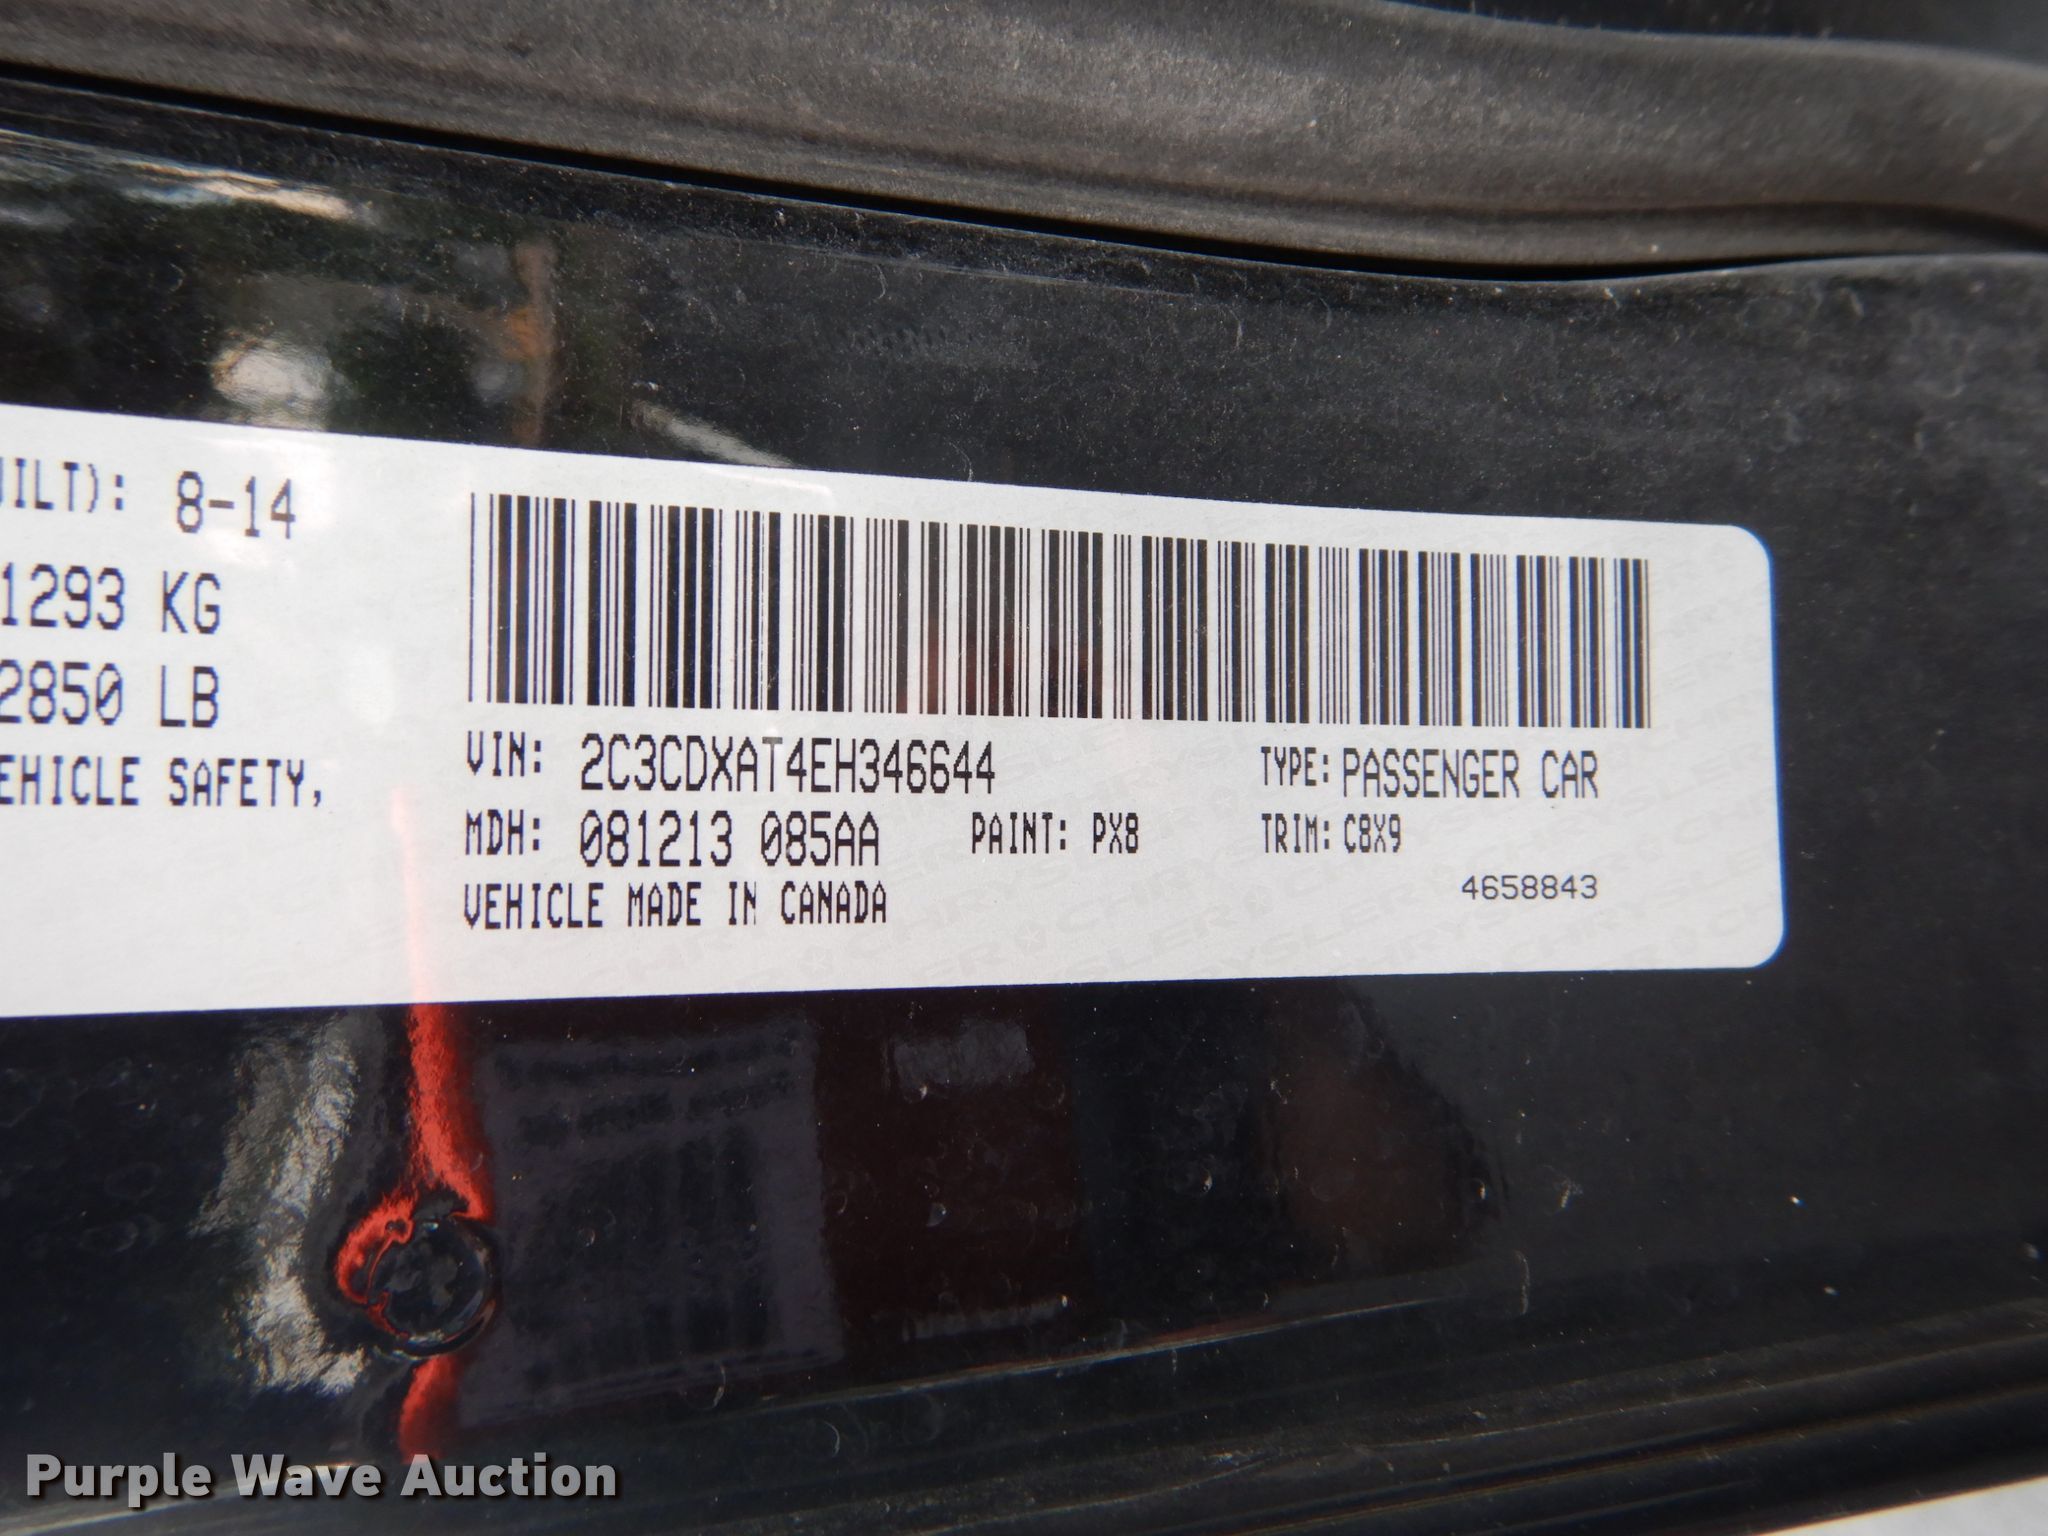 UILT): 8-14
1293 KG
2850 LB
EHICLE SAFETY,
VIN: 2C3CDXAT4EH346644 TYPE: PASSENGER CAR
MDH: 081213 085AA PAINT: PX8 TRIM: C8X9
VEHICLE MADE IN CANADA
4658843
Purple Wave Auction